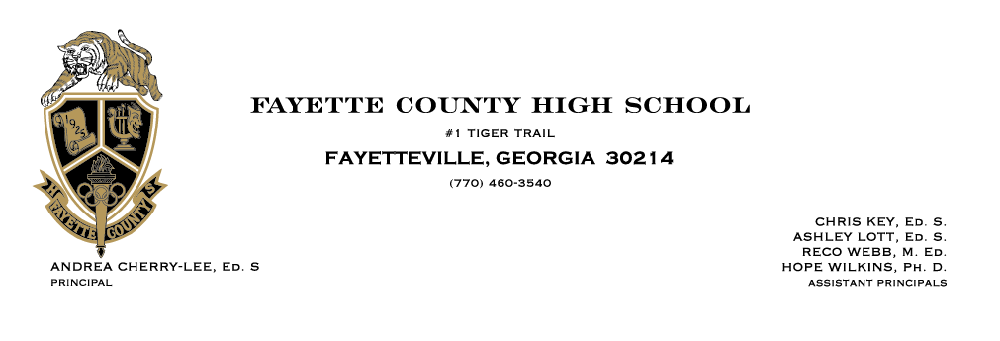 1925
H S
FAYETTE COUNTY
FAYETTE COUNTY HIGH SCHOOL
#1 TIGER TRAIL
FAYETTEVILLE, GEORGIA 30214
(770) 460-3540
ANDREA CHERRY-LEE, Ed. S
PRINCIPAL
CHRIS KEY, Ed. S.
ASHLEY LOTT, Ed. S.
RECO WEBB, M. Ed.
HOPE WILKINS, Ph. D.
ASSISTANT PRINCIPALS